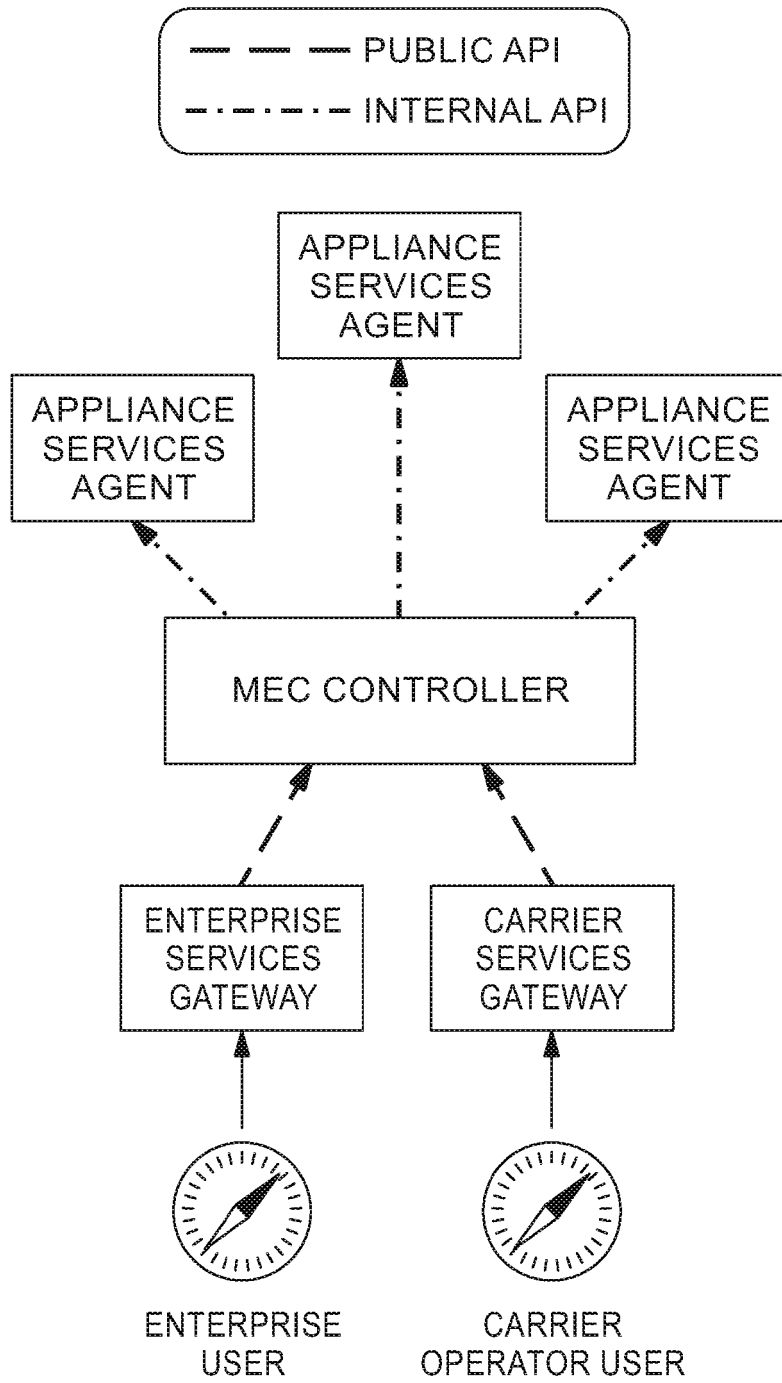 PUBLIC API
INTERNAL API
APPLIANCE
SERVICES
AGENT
APPLIANCE
SERVICES
AGENT
APPLIANCE
SERVICES
AGENT
MEC CONTROLLER
ENTERPRISE
SERVICES
GATEWAY
CARRIER
SERVICES
GATEWAY
ENTERPRISE
USER
CARRIER
OPERATOR USER